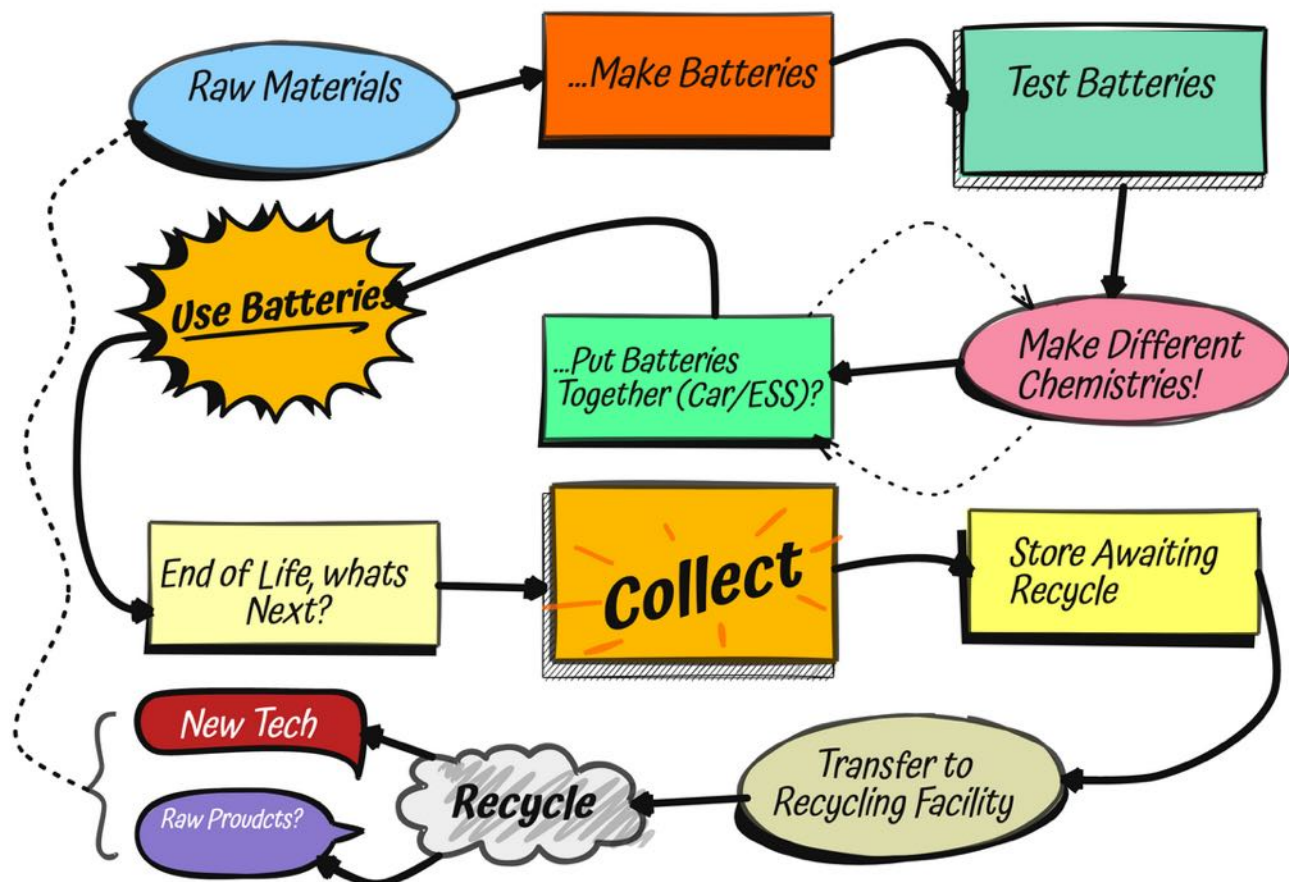 Raw Materials
...Make Batteries
Test Batteries
Use Batteries
...Put Batteries
Together (Car/ESS)?
Make Different
Chemistries!
End of Life, whats
Next?
Collect
Store Awaiting
Recycle
New Tech
Raw Proudcts?
Recycle
Transfer to
Recycling Facility